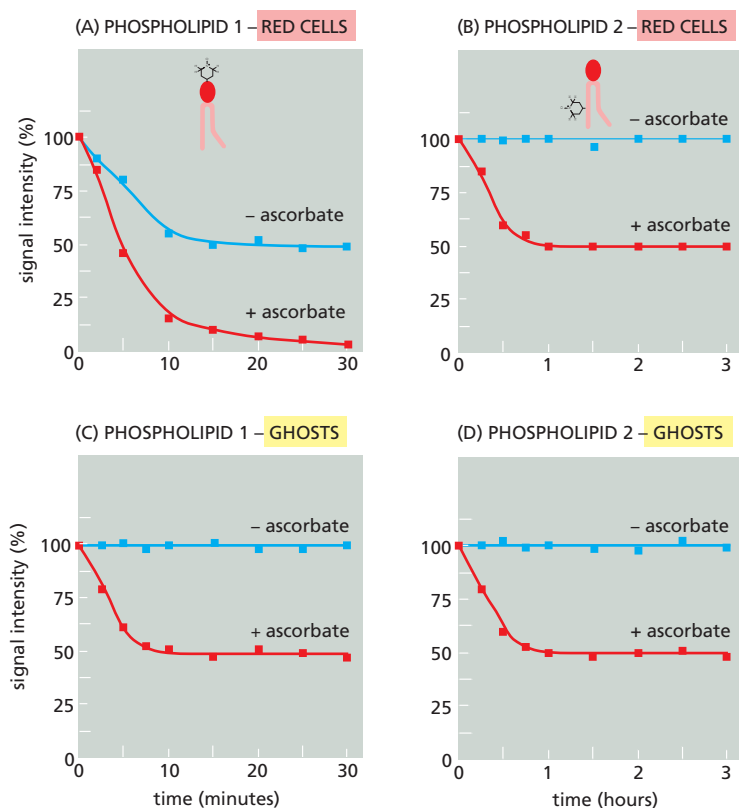 (A) PHOSPHOLIPID 1 – RED CELLS
signal intensity (%)
100
75
50
25
0
– ascorbate
+ ascorbate
0 10 20 30
(B) PHOSPHOLIPID 2 – RED CELLS
100
75
50
25
0
– ascorbate
+ ascorbate
0 1 2 3
(C) PHOSPHOLIPID 1 – GHOSTS
signal intensity (%)
100
75
50
25
0
– ascorbate
+ ascorbate
0 10 20 30
time (minutes)
(D) PHOSPHOLIPID 2 – GHOSTS
100
75
50
25
0
– ascorbate
+ ascorbate
0 1 2 3
time (hours)